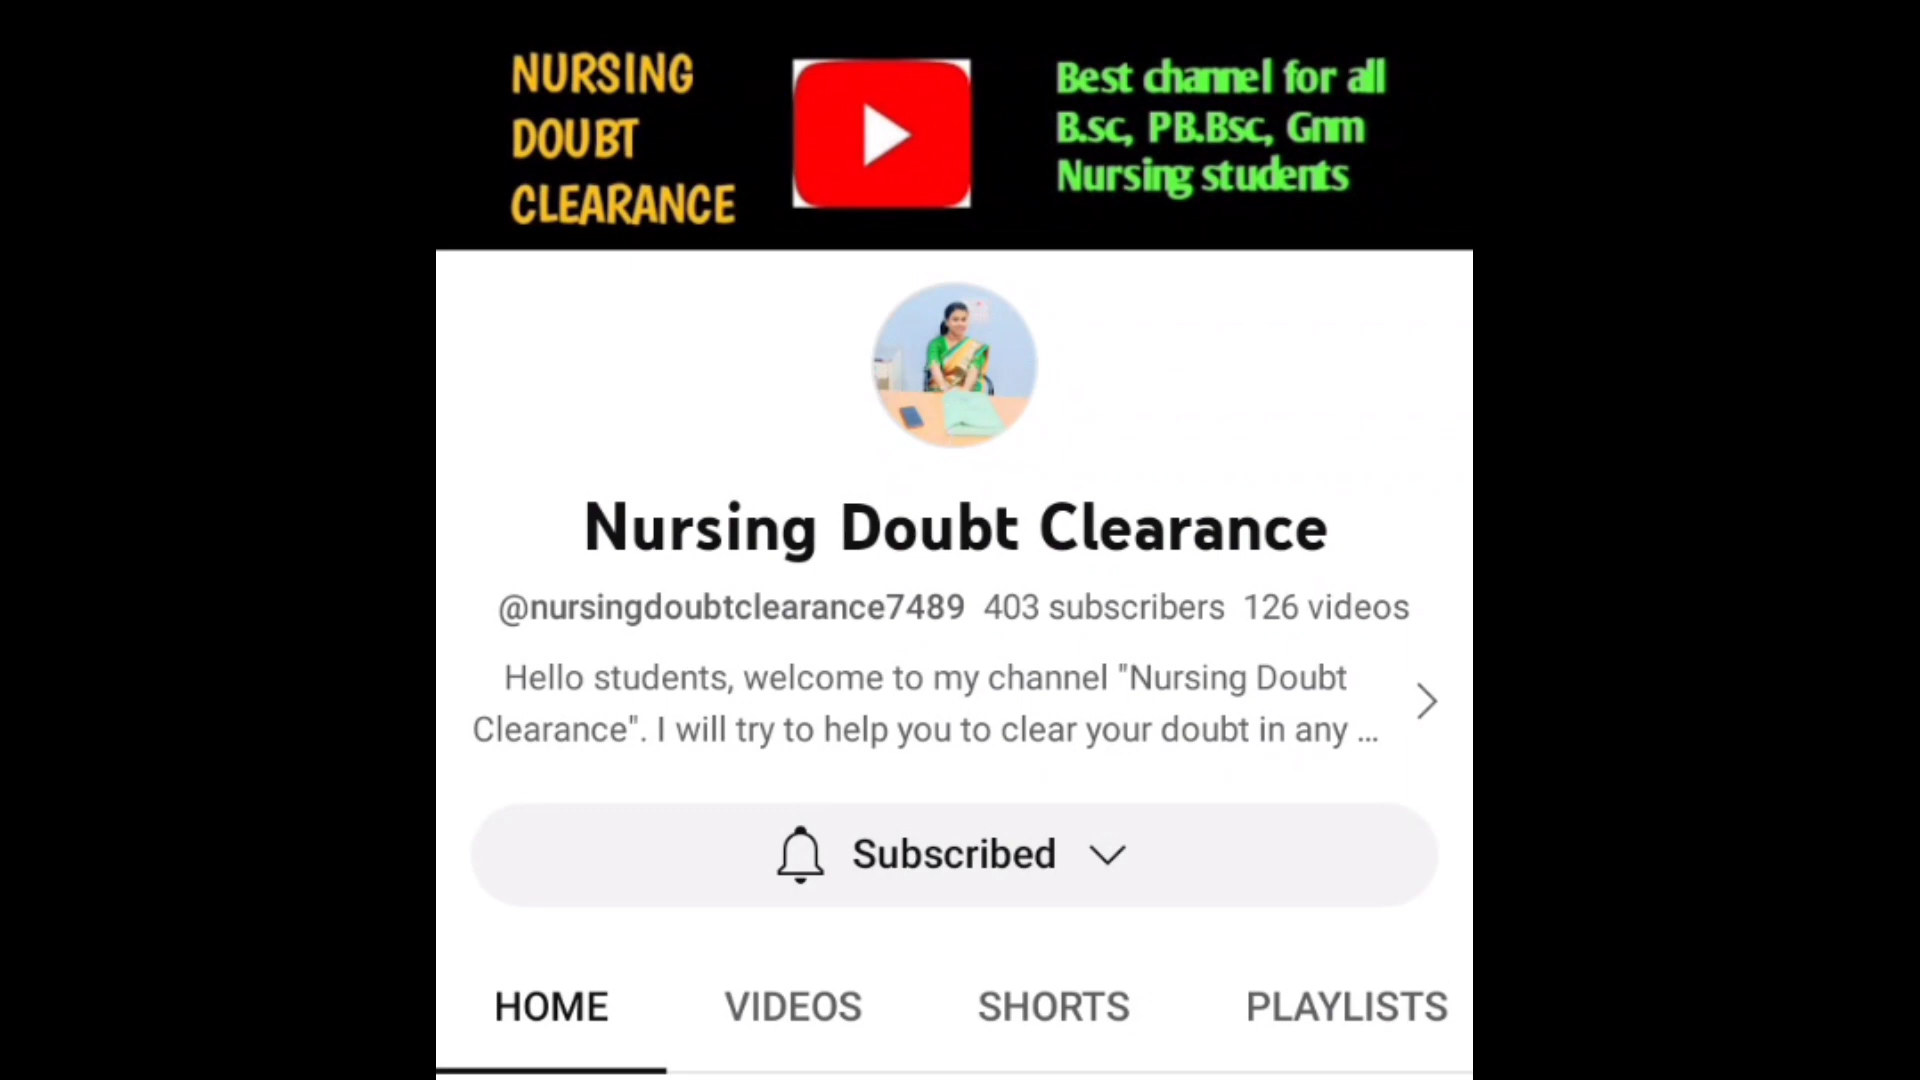 NURSING
DOUBT
CLEARANCE
Best channel for all
B.sc, PB.Bsc, Gnm
Nursing students
Nursing Doubt Clearance
@nursingdoubtclearance7489 403 subscribers 126 videos
Hello students, welcome to my channel "Nursing Doubt
Clearance". I will try to help you to clear your doubt in any ...
Subscribed
HOME VIDEOS SHORTS PLAYLISTS